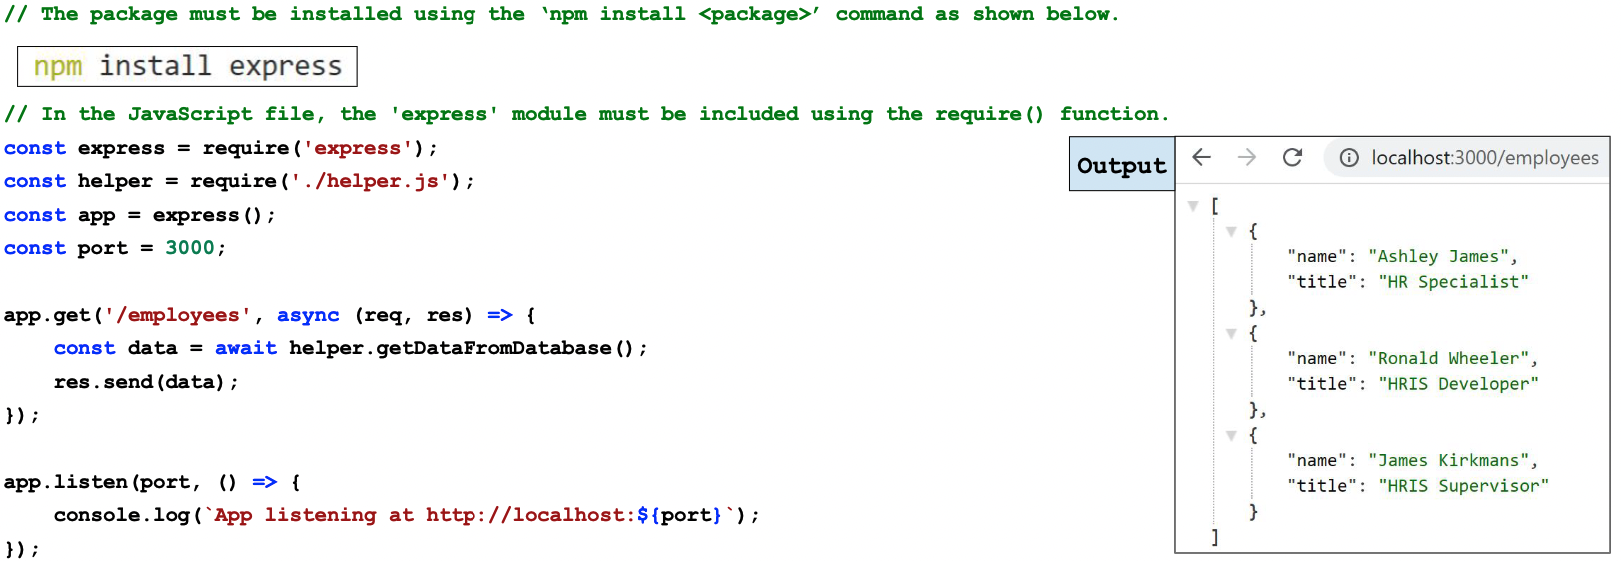 // The package must be installed using the ‘npm install <package>’ command as shown below.
npm install express
// In the JavaScript file, the 'express' module must be included using the require() function.
const express = require('express');
const helper = require('./helper.js');
const app = express();
const port = 3000;
app.get('/employees', async (req, res) => {
    const data = await helper.getDataFromDatabase();
    res.send(data);
});
app.listen(port, () => {
    console.log(`App listening at http://localhost:${port}`);
});
Output
localhost:3000/employees
[
{
"name": "Ashley James",
"title": "HR Specialist"
},
{
"name": "Ronald Wheeler",
"title": "HRIS Developer"
},
{
"name": "James Kirkmans",
"title": "HRIS Supervisor"
}
]